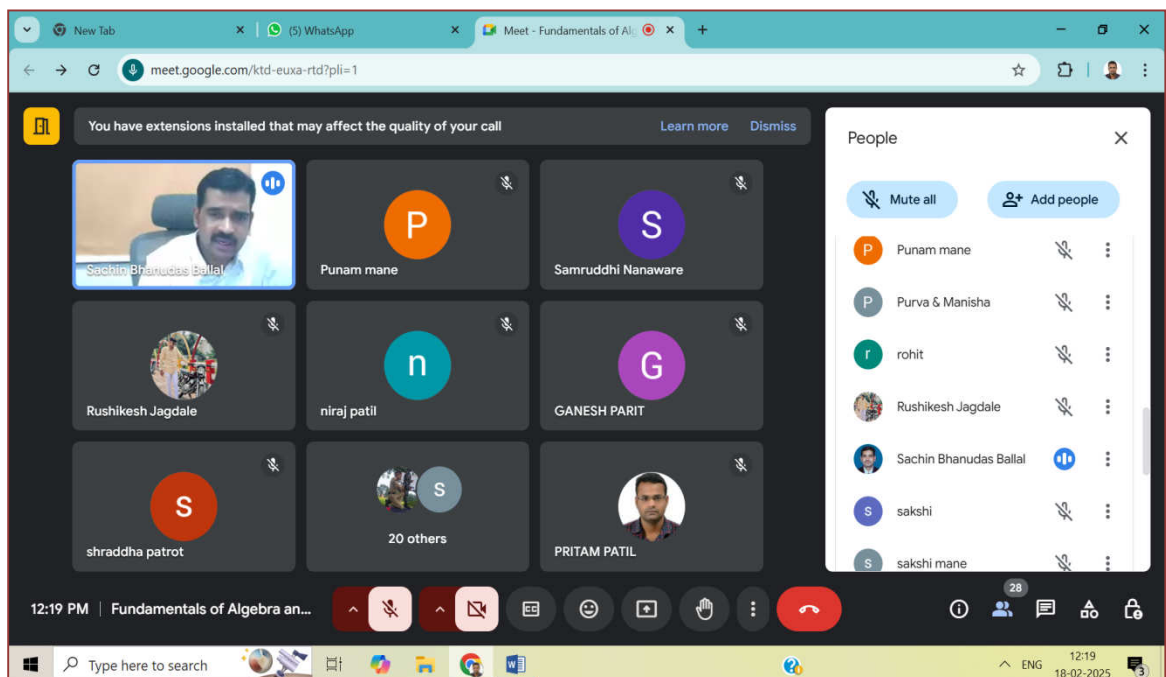 New Tab
(5) WhatsApp
Meet - Fundamentals of Al
meet.google.com/ktd-euxa-rtd?pli=1
You have extensions installed that may affect the quality of your call Learn more Dismiss
People
Mute all Add people
Sachin Bhanudas Ballal
P
Punam mane
S
Samruddhi Nanaware
Rushikesh Jagdale
n
niraj patil
G
GANESH PARIT
s
shraddha patrot
s
20 others
PRITAM PATIL
P Punam mane
P Purva & Manisha
r rohit
Rushikesh Jagdale
Sachin Bhanudas Ballal
s sakshi
s sakshi mane
12:19 PM | Fundamentals of Algebra an...
CC
28
Type here to search
W
ENG
12:19
18-02-2025
3